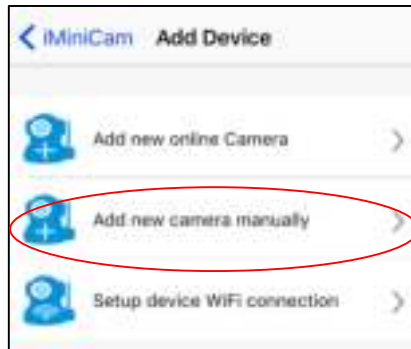 iMiniCam Add Device
Add new online Camera
Add new camera manually
Setup device WiFi connection